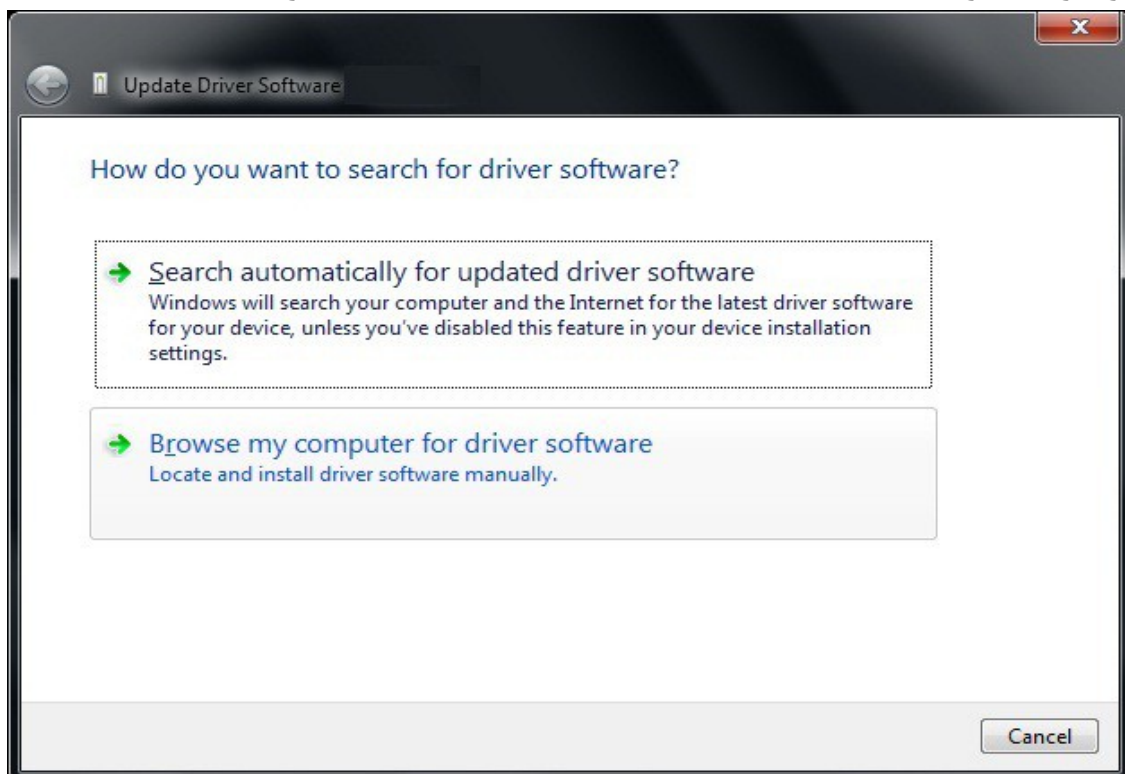 Update Driver Software
How do you want to search for driver software?
Search automatically for updated driver software
Windows will search your computer and the Internet for the latest driver software
for your device, unless you've disabled this feature in your device installation
settings.
Browse my computer for driver software
Locate and install driver software manually.
Cancel